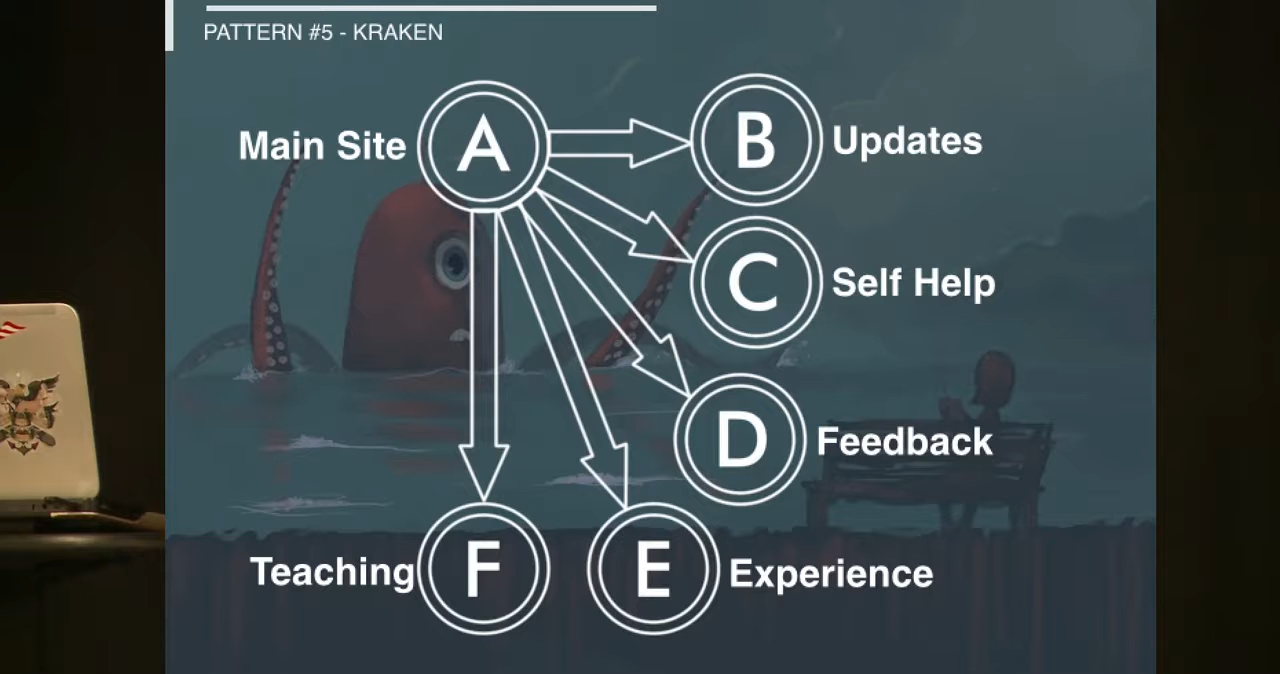 PATTERN #5 - KRAKEN
Main Site
A
B
Updates
C
Self Help
D
Feedback
Teaching
F
E
Experience